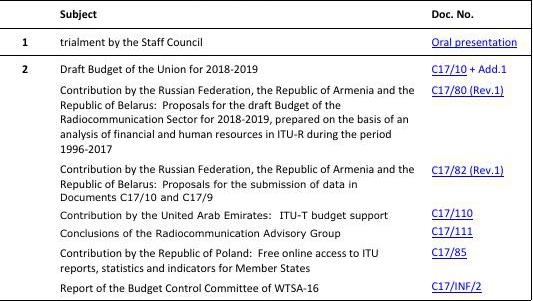 Subject Doc. No.
1 trialment by the Staff Council Oral presentation
2 Draft Budget of the Union for 2018-2019 C17/10 + Add.1
Contribution by the Russian Federation, the Republic of Armenia and the C17/80 (Rev.1)
Republic of Belarus: Proposals for the draft Budget of the
Radiocommunication Sector for 2018-2019, prepared on the basis of an
analysis of financial and human resources in ITU-R during the period
1996-2017
Contribution by the Russian Federation, the Republic of Armenia and the C17/82 (Rev.1)
Republic of Belarus: Proposals for the submission of data in
Documents C17/10 and C17/9
Contribution by the United Arab Emirates: ITU-T budget support C17/110
Conclusions of the Radiocommunication Advisory Group C17/111
Contribution by the Republic of Poland: Free online access to ITU C17/85
reports, statistics and indicators for Member States
Report of the Budget Control Committee of WTSA-16 C17/INF/2